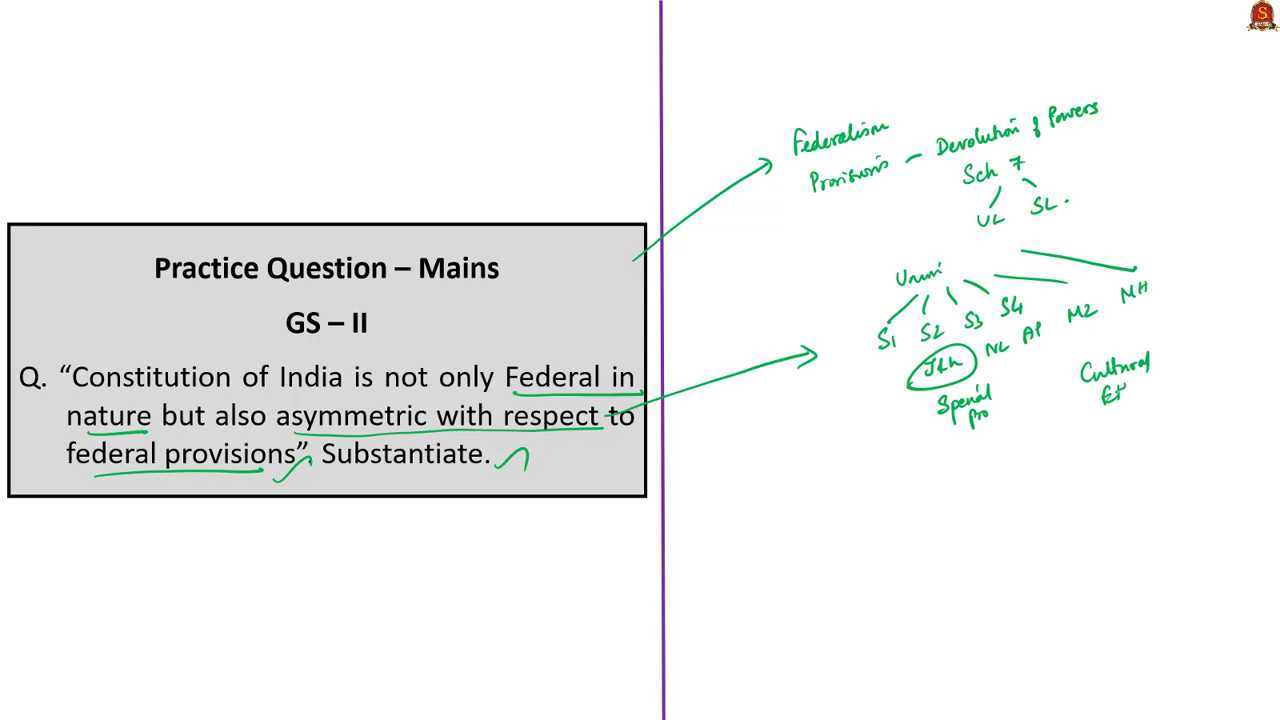 Practice Question – Mains
GS – II
Q. “Constitution of India is not only Federal in
nature but also asymmetric with respect to
federal provisions”. Substantiate.
Federalism
Provisions – Devolution of Powers
Sch 7
UL SL
S1 S2 S3 S4
J&K NL AP MZ MH
Special
Pro
Cultural
S